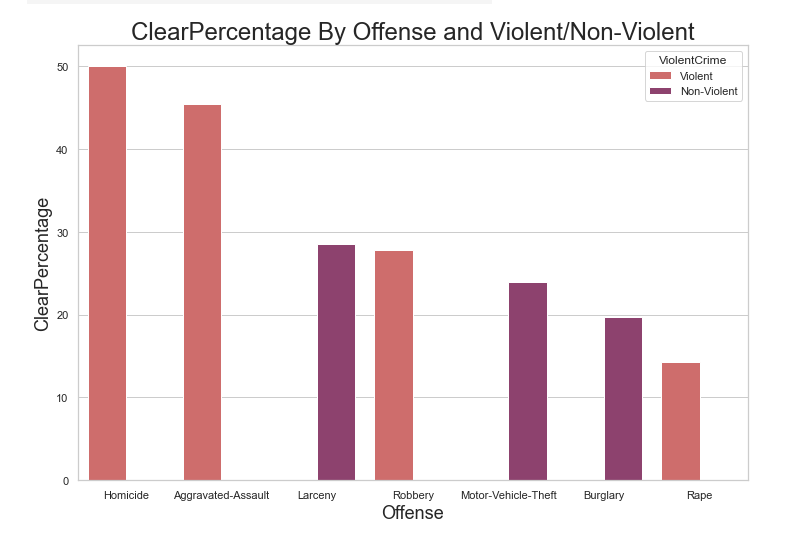 ClearPercentage By Offense and Violent/Non-Violent
ViolentCrime
Violent
Non-Violent
50
40
30
20
10
0
ClearPercentage
Homicide
Aggravated-Assault
Larceny
Robbery
Motor-Vehicle-Theft
Burglary
Rape
Offense